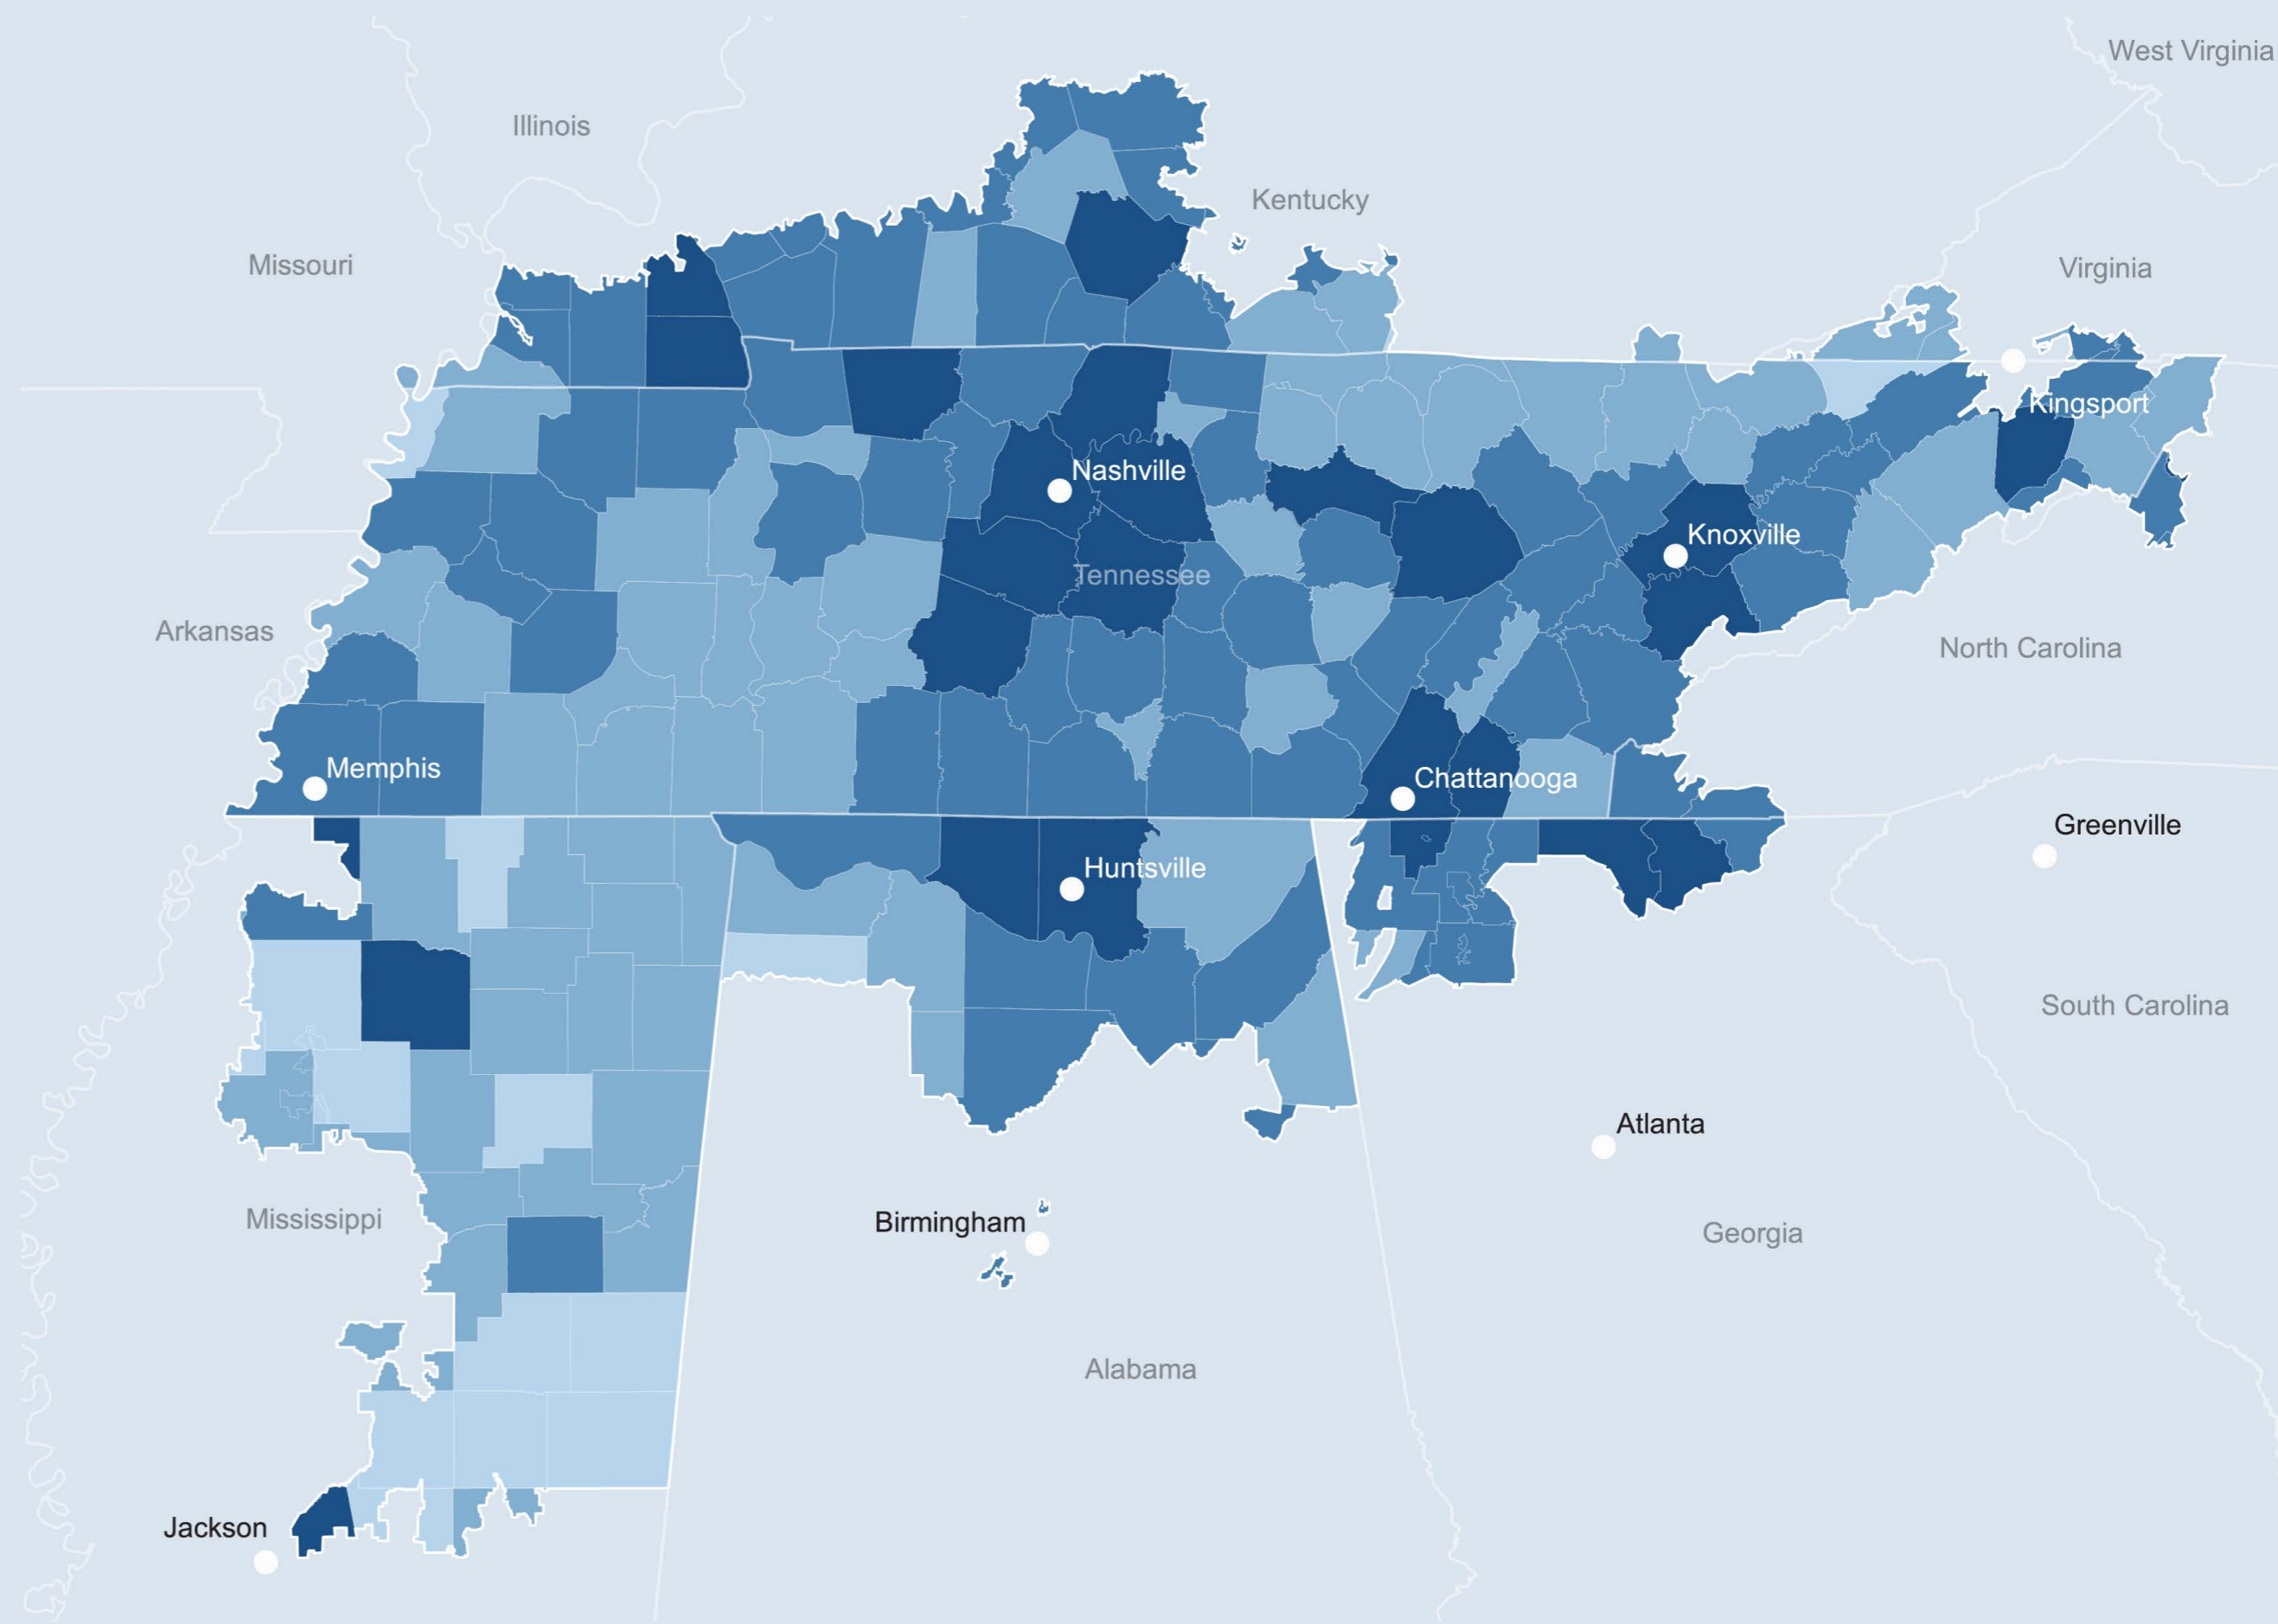 West Virginia
Illinois
Kentucky
Missouri
Virginia
Kingsport
Nashville
Knoxville
Tennessee
Arkansas
North Carolina
Memphis
Chattanooga
Greenville
Huntsville
South Carolina
Atlanta
Mississippi
Birmingham
Georgia
Alabama
Jackson